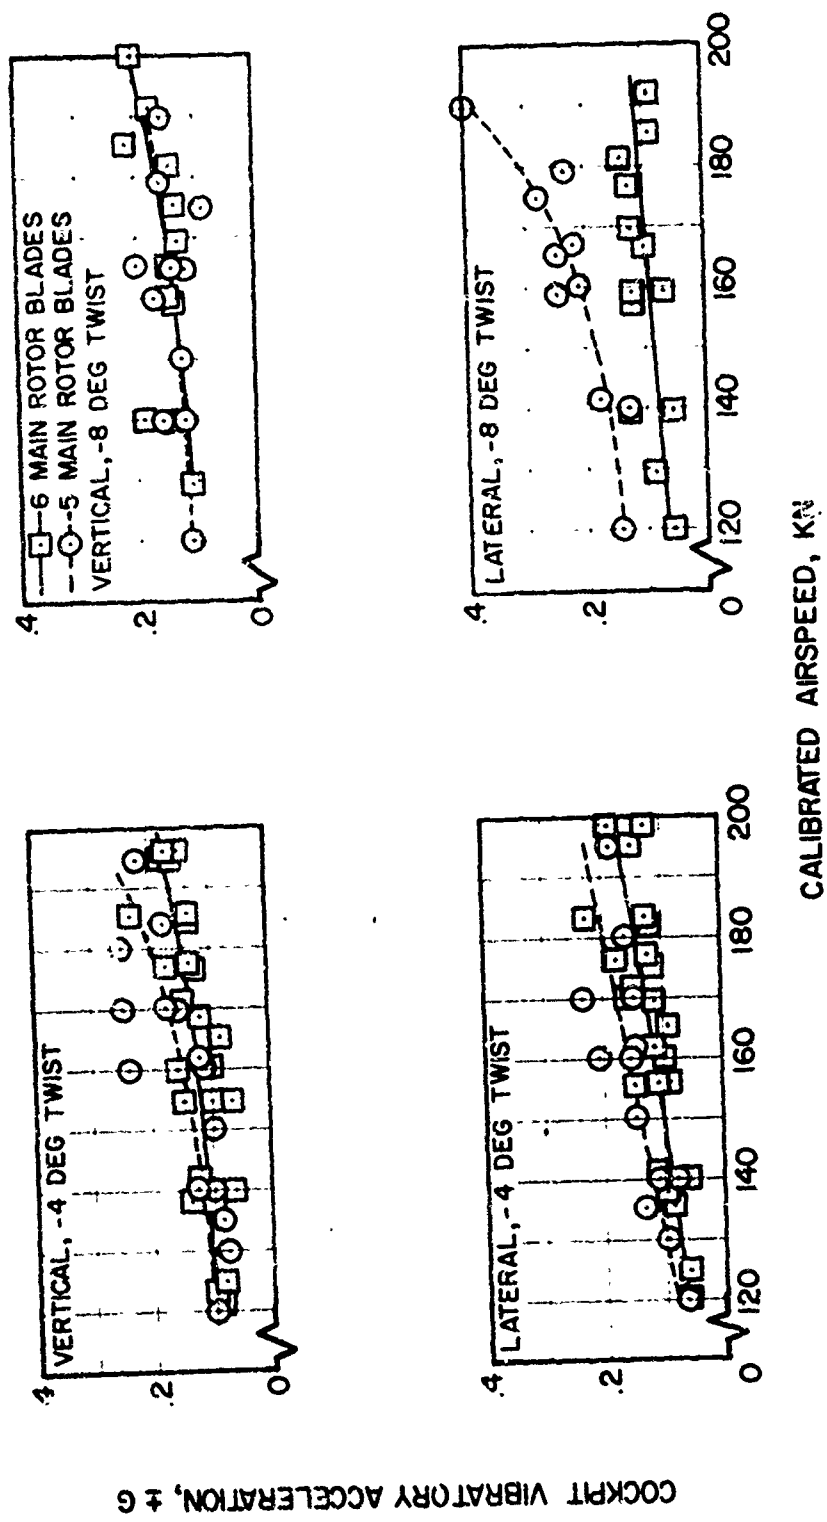 COCKPIT VIBRATORY ACCELERATION, ± G
VERTICAL, -4 DEG TWIST
.4
.2
0
6 MAIN ROTOR BLADES
5 MAIN ROTOR BLADES
VERTICAL, -8 DEG TWIST
.4
.2
0
LATERAL, -4 DEG TWIST
.4
.2
0
120 140 160 180 200
LATERAL, -8 DEG TWIST
.4
.2
0
120 140 160 180 200
CALIBRATED AIRSPEED, KN